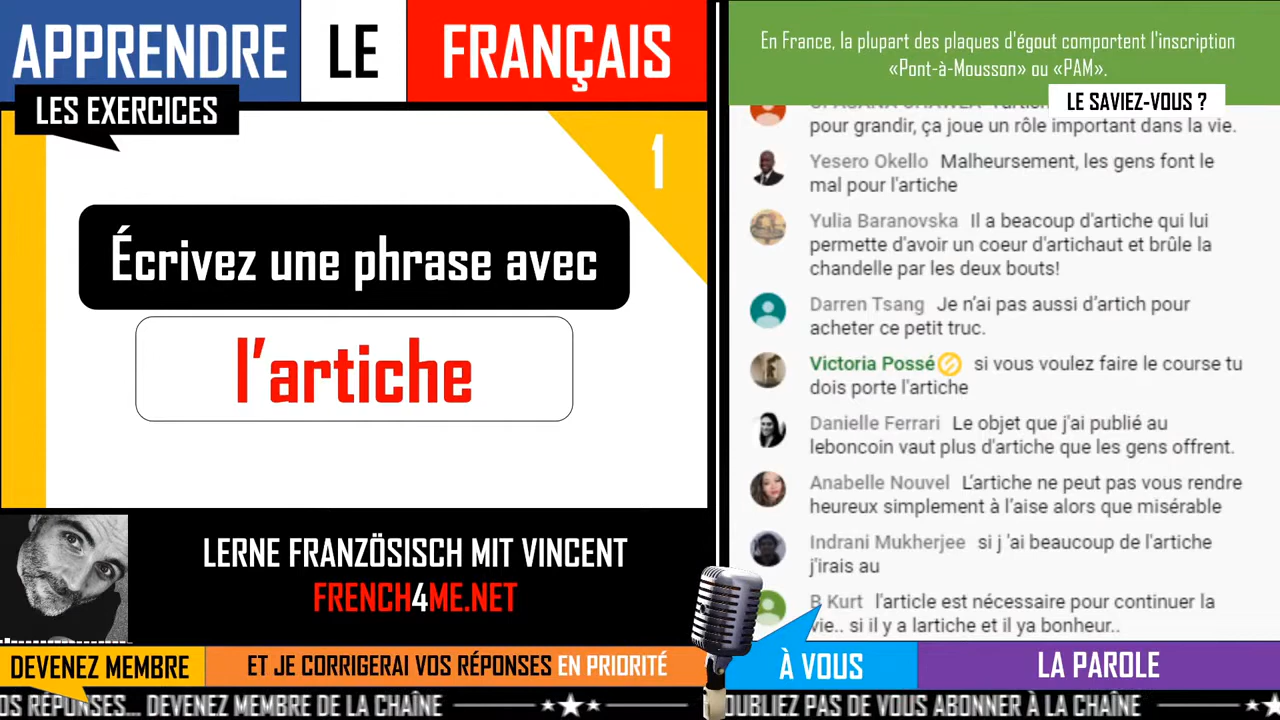 APPRENDRE LE FRANÇAIS
LES EXERCICES
1
Écrivez une phrase avec
l'artiche
LERNE FRANZÖSISCH MIT VINCENT
FRENCH4ME.NET
DEVENEZ MEMBRE
ET JE CORRIGERAI VOS RÉPONSES EN PRIORITÉ
En France, la plupart des plaques d'égout comportent l'inscription
«Pont-à-Mousson» ou «PAM».
LE SAVIEZ-VOUS ?
pour grandir, ça joue un rôle important dans la vie.
Yesero Okello Malheursement, les gens font le
mal pour l'artiche
Yulia Baranovska Il a beacoup d'artiche qui lui
permette d'avoir un coeur d'artichaut et brûle la
chandelle par les deux bouts!
Darren Tsang Je n’ai pas aussi d’artich pour
acheter ce petit truc.
Victoria Possé si vous voulez faire le course tu
dois porte l'artiche
Danielle Ferrari Le objet que j'ai publié au
leboncoin vaut plus d'artiche que les gens offrent.
Anabelle Nouvel L’artiche ne peut pas vous rendre
heureux simplement à l’aise alors que misérable
Indrani Mukherjee si j 'ai beaucoup de l'artiche
j'irais au
B Kurt l'article est nécessaire pour continuer la
vie.. si il y a lartiche et il ya bonheur..
À VOUS
LA PAROLE
OS RÉPONSES... DEVENEZ MEMBRE DE LA CHAÎNE
OUBLIEZ PAS DE VOUS ABONNER À LA CHAÎNE